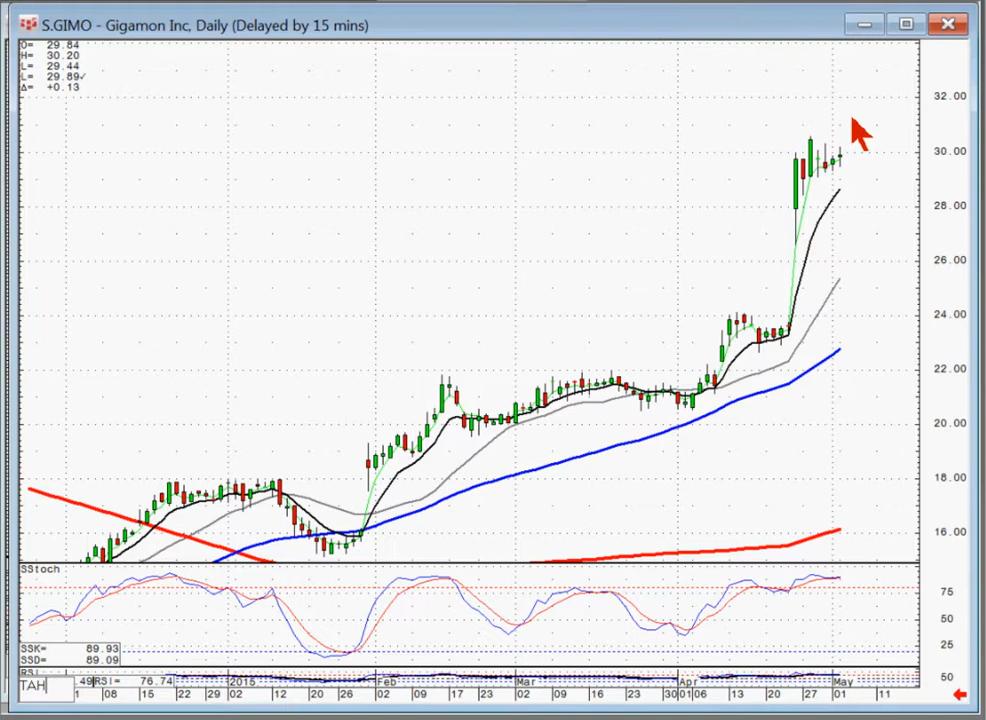 S.GIMO - Gigamon Inc, Daily (Delayed by 15 mins)
O= 29.84
H= 30.20
L= 29.44
L= 29.89✓
Δ= +0.13
32.00
30.00
28.00
26.00
24.00
22.00
20.00
18.00
16.00
SStoch
75
50
25
SSK= 89.93
SSD= 89.09
RSI
49 RSI= 76.74
50
TAH
1 08 15 22 29 02 12 20 26 02 09 17 23 02 09 16 23 30 01 06 13 20 27 01 11
2015 Feb Mar Apr May